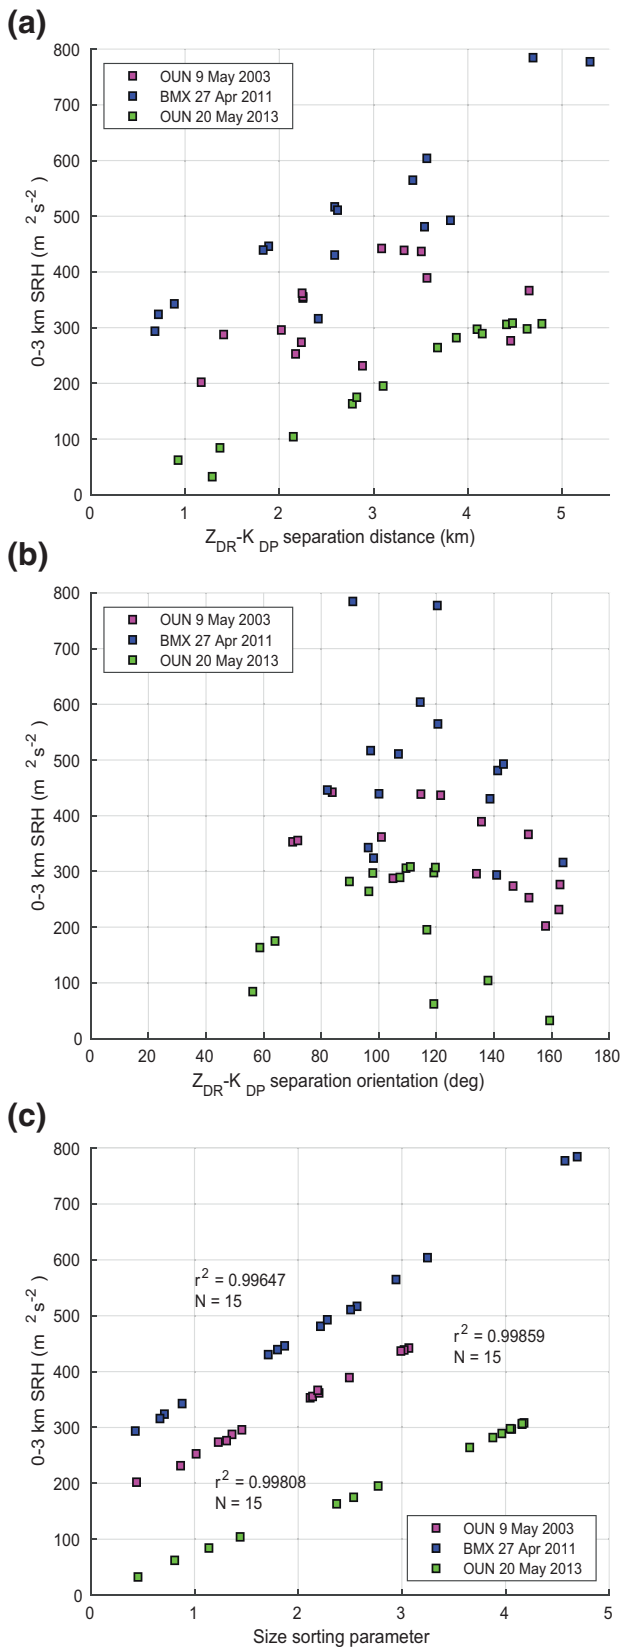 (a)
800
700
600
500
400
300
200
100
0
0-3 km SRH (m 2 s-2 )
OUN 9 May 2003
BMX 27 Apr 2011
OUN 20 May 2013
0 1 2 3 4 5
ZDR-K DP separation distance (km)
(b)
800
700
600
500
400
300
200
100
0
0-3 km SRH (m 2 s-2 )
OUN 9 May 2003
BMX 27 Apr 2011
OUN 20 May 2013
0 20 40 60 80 100 120 140 160 180
ZDR-K DP separation orientation (deg)
(c)
800
700
600
500
400
300
200
100
0
0-3 km SRH (m 2 s-2 )
r2 = 0.99647
N = 15
r2 = 0.99859
N = 15
r2 = 0.99808
N = 15
OUN 9 May 2003
BMX 27 Apr 2011
OUN 20 May 2013
0 1 2 3 4 5
Size sorting parameter